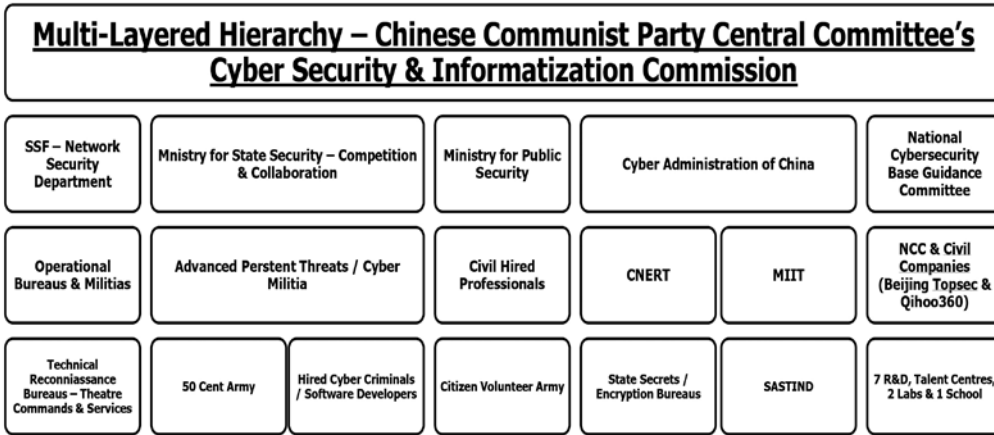 Multi-Layered Hierarchy – Chinese Communist Party Central Committee's
Cyber Security & Informatization Commission
SSF – Network
Security
Department
Mnistry for State Security – Competition
& Collaboration
Ministry for Public
Security
Cyber Administration of China
National
Cybersecurity
Base Guidance
Committee
Operational
Bureaus & Militias
Advanced Perstent Threats / Cyber
Militia
Civil Hired
Professionals
CNERT
MIIT
NCC & Civil
Companies
(Beijing Topsec &
Qihoo360)
Technical
Reconniassance
Bureaus – Theatre
Commands & Services
50 Cent Army
Hired Cyber Criminals
/ Software Developers
Citizen Volunteer Army
State Secrets /
Encryption Bureaus
SASTIND
7 R&D, Talent Centres,
2 Labs & 1 School